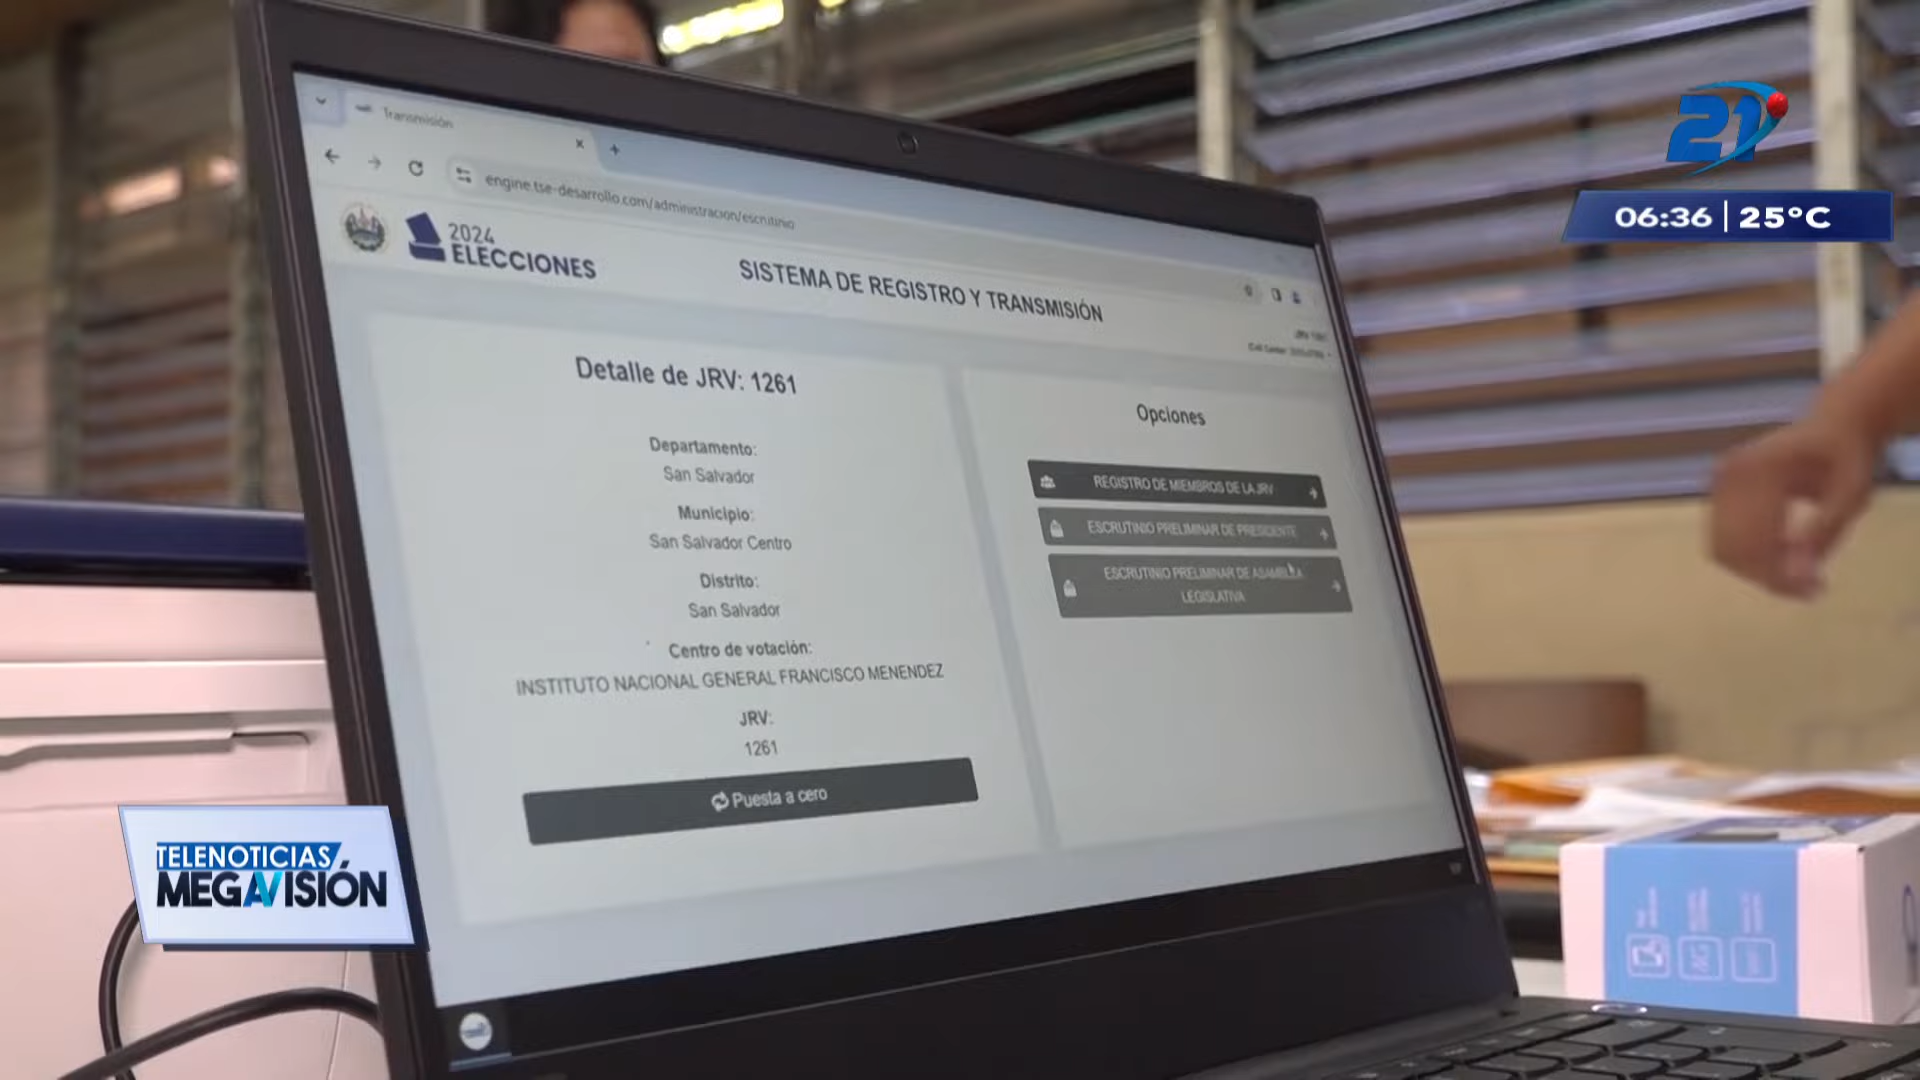 21
06:36 | 25°C
Transmisión
engine.tse-desarrollo.com/administracion/escrutinio
2024
ELECCIONES
SISTEMA DE REGISTRO Y TRANSMISIÓN
Detalle de JRV: 1261
Departamento:
San Salvador
Municipio:
San Salvador Centro
Distrito:
San Salvador
Centro de votación:
INSTITUTO NACIONAL GENERAL FRANCISCO MENENDEZ
JRV:
1261
Puesta a cero
Opciones
REGISTRO DE MIEMBROS DE LA JRV
ESCRUTINIO PRELIMINAR DE PRESIDENTE
ESCRUTINIO PRELIMINAR DE ASAMBLEA
LEGISLATIVA
TELENOTICIAS
MEGAVISIÓN